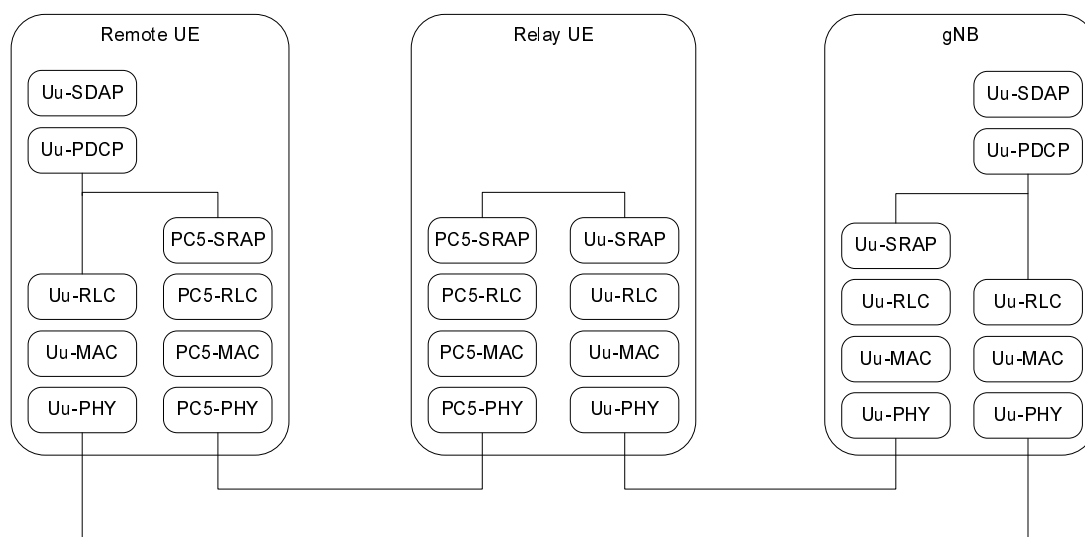 Remote UE
Uu-SDAP
Uu-PDCP
PC5-SRAP
Uu-RLC
PC5-RLC
Uu-MAC
PC5-MAC
Uu-PHY
PC5-PHY
Relay UE
PC5-SRAP
Uu-SRAP
PC5-RLC
Uu-RLC
PC5-MAC
Uu-MAC
PC5-PHY
Uu-PHY
gNB
Uu-SDAP
Uu-PDCP
Uu-SRAP
Uu-RLC
Uu-RLC
Uu-MAC
Uu-MAC
Uu-PHY
Uu-PHY